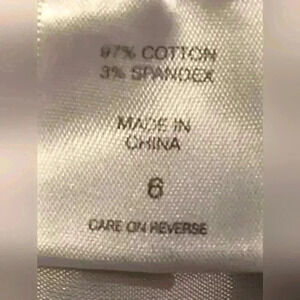 97% COTTON
3% SPANDEX
MADE IN
CHINA
6
CARE ON REVERSE